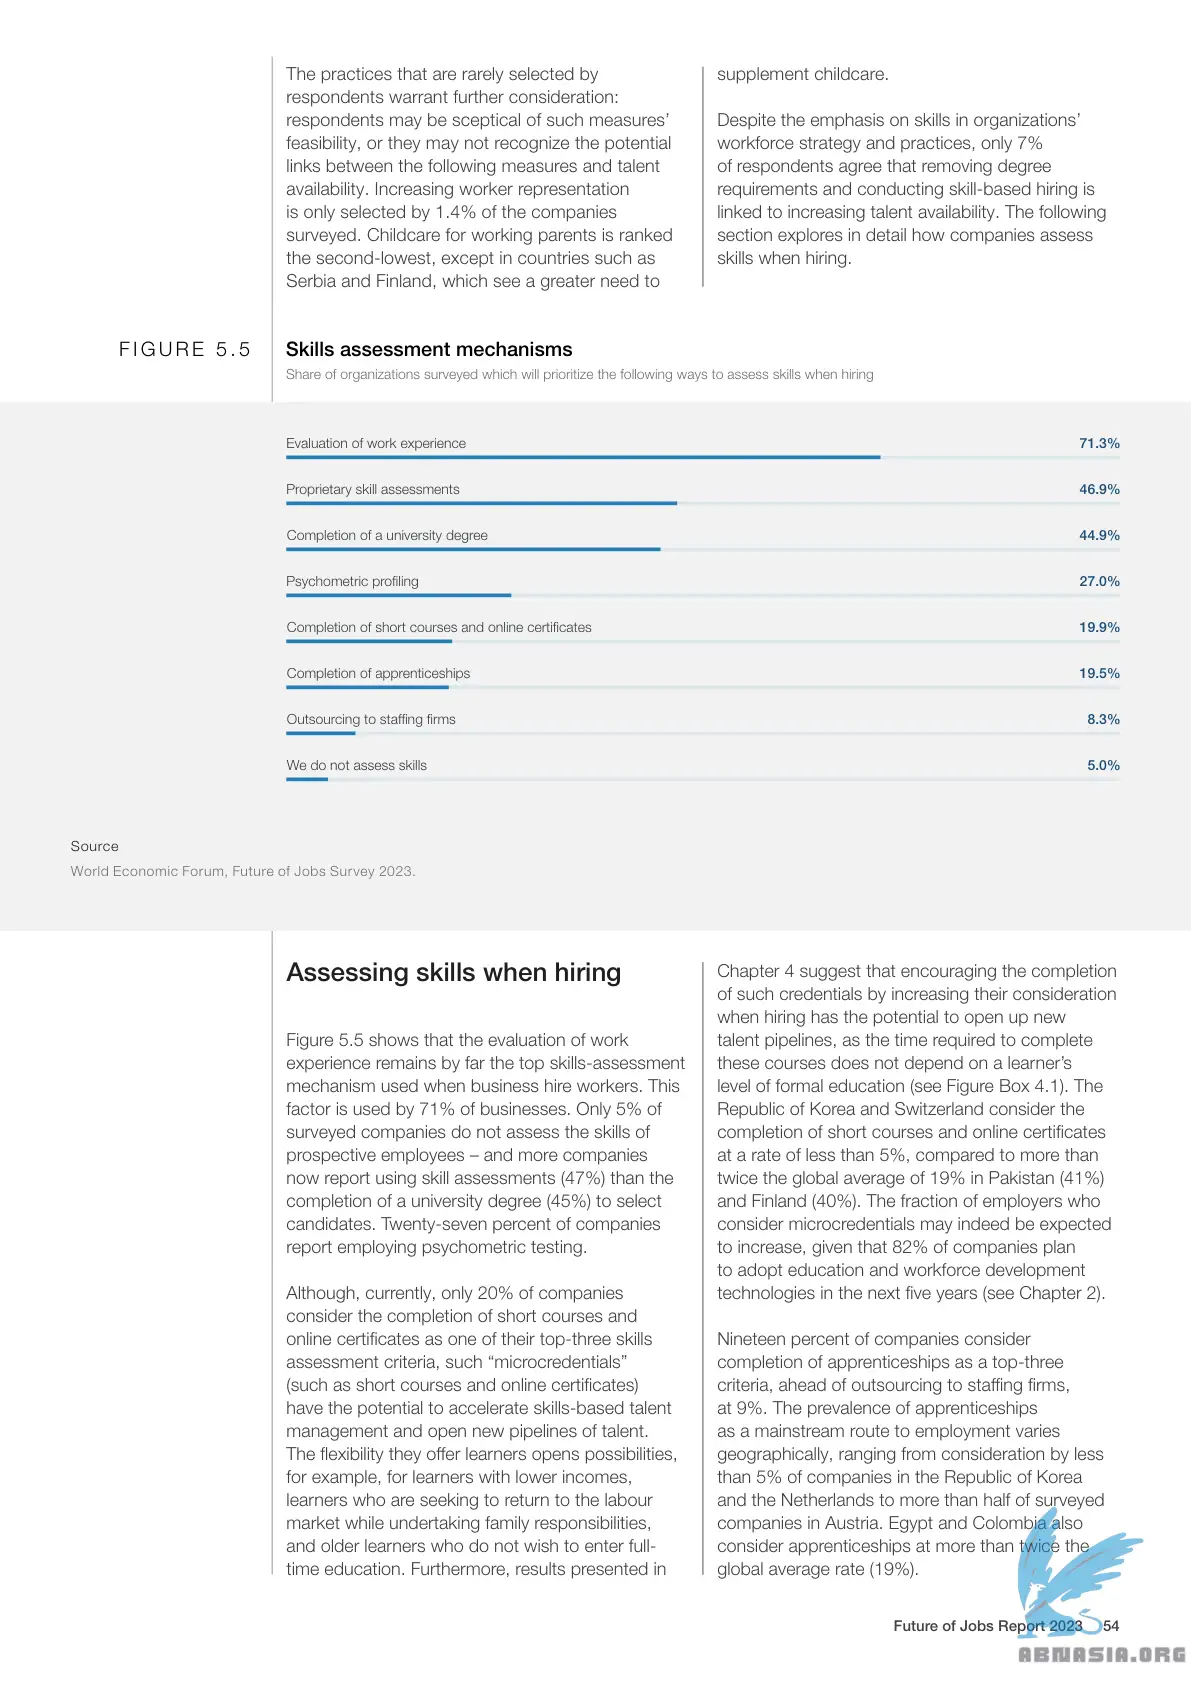 The practices that are rarely selected by
respondents warrant further consideration:
respondents may be sceptical of such measures’
feasibility, or they may not recognize the potential
links between the following measures and talent
availability. Increasing worker representation
is only selected by 1.4% of the companies
surveyed. Childcare for working parents is ranked
the second-lowest, except in countries such as
Serbia and Finland, which see a greater need to
supplement childcare.
Despite the emphasis on skills in organizations’
workforce strategy and practices, only 7%
of respondents agree that removing degree
requirements and conducting skill-based hiring is
linked to increasing talent availability. The following
section explores in detail how companies assess
skills when hiring.
FIGURE 5.5
Skills assessment mechanisms
Share of organizations surveyed which will prioritize the following ways to assess skills when hiring
Evaluation of work experience 71.3%
Proprietary skill assessments 46.9%
Completion of a university degree 44.9%
Psychometric profiling 27.0%
Completion of short courses and online certificates 19.9%
Completion of apprenticeships 19.5%
Outsourcing to staffing firms 8.3%
We do not assess skills 5.0%
Source
World Economic Forum, Future of Jobs Survey 2023.
Assessing skills when hiring
Figure 5.5 shows that the evaluation of work
experience remains by far the top skills-assessment
mechanism used when business hire workers. This
factor is used by 71% of businesses. Only 5% of
surveyed companies do not assess the skills of
prospective employees – and more companies
now report using skill assessments (47%) than the
completion of a university degree (45%) to select
candidates. Twenty-seven percent of companies
report employing psychometric testing.
Although, currently, only 20% of companies
consider the completion of short courses and
online certificates as one of their top-three skills
assessment criteria, such “microcredentials”
(such as short courses and online certificates)
have the potential to accelerate skills-based talent
management and open new pipelines of talent.
The flexibility they offer learners opens possibilities,
for example, for learners with lower incomes,
learners who are seeking to return to the labour
market while undertaking family responsibilities,
and older learners who do not wish to enter full-
time education. Furthermore, results presented in
Chapter 4 suggest that encouraging the completion
of such credentials by increasing their consideration
when hiring has the potential to open up new
talent pipelines, as the time required to complete
these courses does not depend on a learner’s
level of formal education (see Figure Box 4.1). The
Republic of Korea and Switzerland consider the
completion of short courses and online certificates
at a rate of less than 5%, compared to more than
twice the global average of 19% in Pakistan (41%)
and Finland (40%). The fraction of employers who
consider microcredentials may indeed be expected
to increase, given that 82% of companies plan
to adopt education and workforce development
technologies in the next five years (see Chapter 2).
Nineteen percent of companies consider
completion of apprenticeships as a top-three
criteria, ahead of outsourcing to staffing firms,
at 9%. The prevalence of apprenticeships
as a mainstream route to employment varies
geographically, ranging from consideration by less
than 5% of companies in the Republic of Korea
and the Netherlands to more than half of surveyed
companies in Austria. Egypt and Colombia also
consider apprenticeships at more than twice the
global average rate (19%).
Future of Jobs Report 2023 54
ABNASIA.ORG